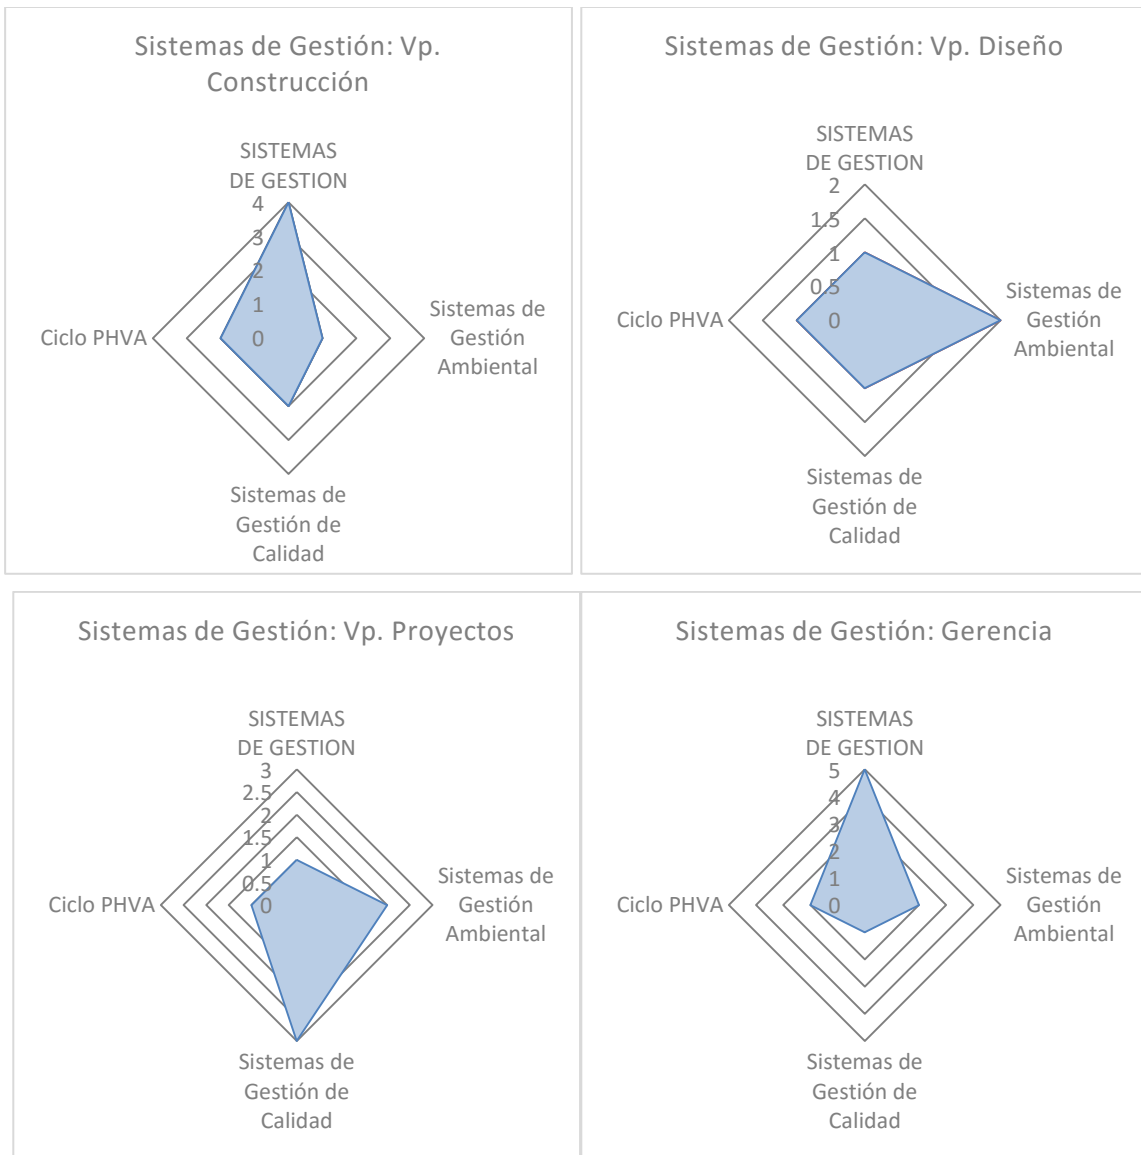 Sistemas de Gestión: Vp.
Construcción
SISTEMAS
DE GESTION
4
3
2
1
0
Sistemas de
Gestión
Ambiental
Ciclo PHVA
Sistemas de
Gestión de
Calidad
Sistemas de Gestión: Vp. Diseño
SISTEMAS
DE GESTION
2
1.5
1
0.5
0
Sistemas de
Gestión
Ambiental
Ciclo PHVA
Sistemas de
Gestión de
Calidad
Sistemas de Gestión: Vp. Proyectos
SISTEMAS
DE GESTION
3
2.5
2
1.5
1
0.5
0
Sistemas de
Gestión
Ambiental
Ciclo PHVA
Sistemas de
Gestión de
Calidad
Sistemas de Gestión: Gerencia
SISTEMAS
DE GESTION
5
4
3
2
1
0
Sistemas de
Gestión
Ambiental
Ciclo PHVA
Sistemas de
Gestión de
Calidad